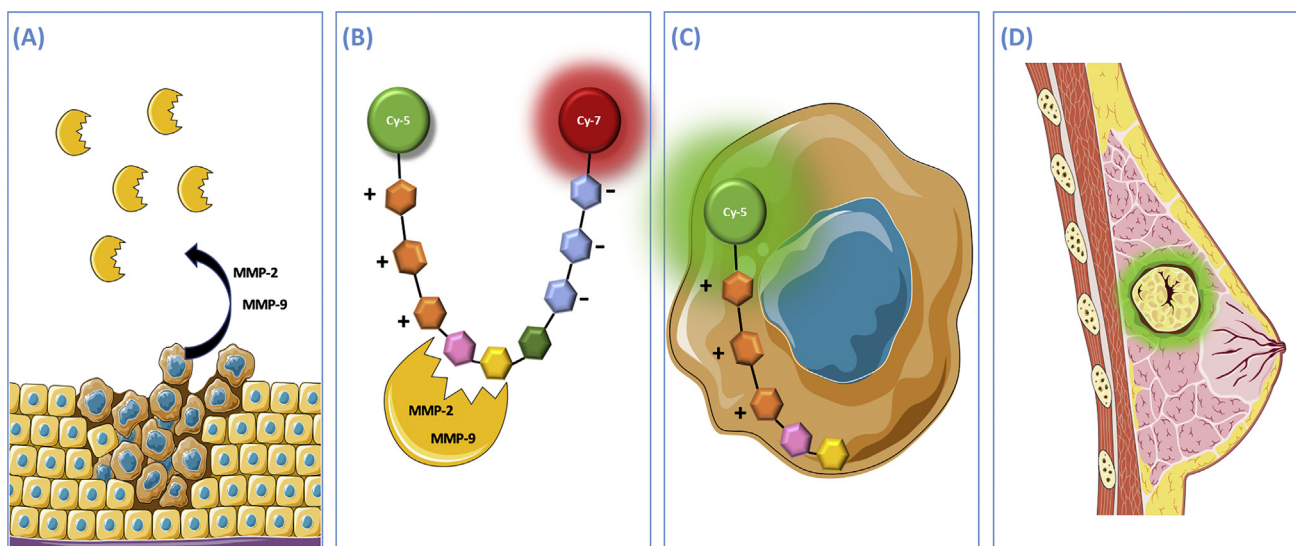 (A)
MMP-2
MMP-9
(B)
Cy-5
Cy-7
+
-
+
-
+
-
MMP-2
MMP-9
(C)
Cy-5
+
+
+
(D)